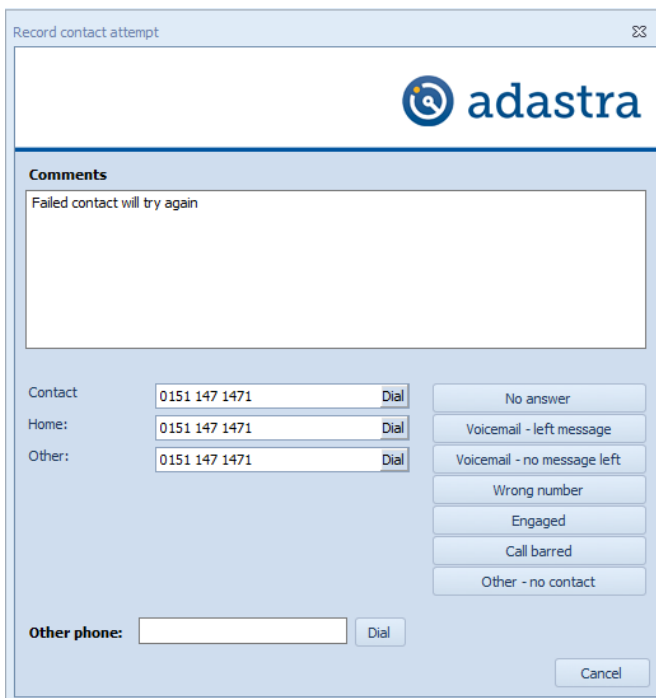 Record contact attempt
adastra
Comments
Failed contact will try again
Contact 0151 147 1471 Dial No answer
Home: 0151 147 1471 Dial Voicemail - left message
Other: 0151 147 1471 Dial Voicemail - no message left
Wrong number
Engaged
Call barred
Other - no contact
Other phone: Dial
Cancel